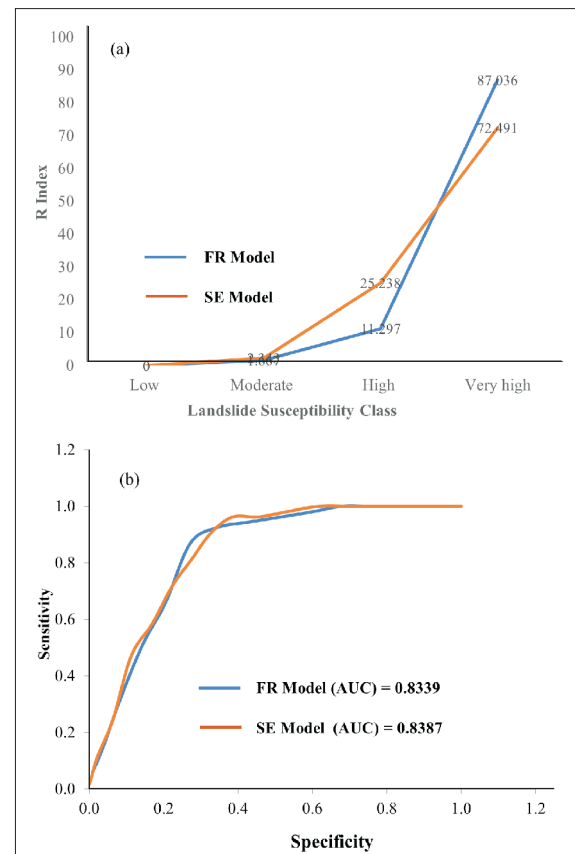 (a)
R Index
100
90
80
70
60
50
40
30
20
10
0
87.036
72.491
25.238
11.297
0
FR Model
SE Model
Low Moderate High Very high
Landslide Susceptibility Class
(b)
Sensitivity
1.2
1.0
0.8
0.6
0.4
0.2
0.0
FR Model (AUC) = 0.8339
SE Model (AUC) = 0.8387
0.0 0.2 0.4 0.6 0.8 1.0 1.2
Specificity